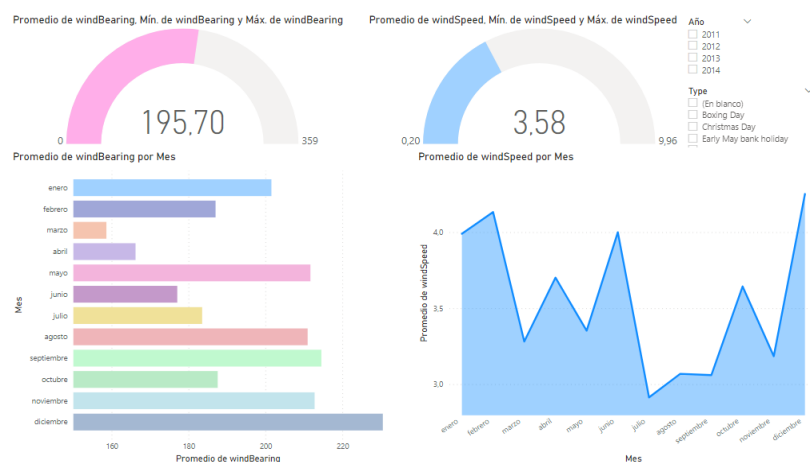 Promedio de windBearing, Mín. de windBearing y Máx. de windBearing
195,70
0
359
Promedio de windSpeed, Mín. de windSpeed y Máx. de windSpeed
3,58
0,20
9,96
Año
2011
2012
2013
2014
Type
(En blanco)
Boxing Day
Christmas Day
Early May bank holiday
Promedio de windBearing por Mes
Mes
enero
febrero
marzo
abril
mayo
junio
julio
agosto
septiembre
octubre
noviembre
diciembre
160
180
200
220
Promedio de windBearing
Promedio de windSpeed por Mes
Promedio de windSpeed
4.0
3.5
3.0
enero
febrero
marzo
abril
mayo
junio
julio
agosto
septiembre
octubre
noviembre
diciembre
Mes